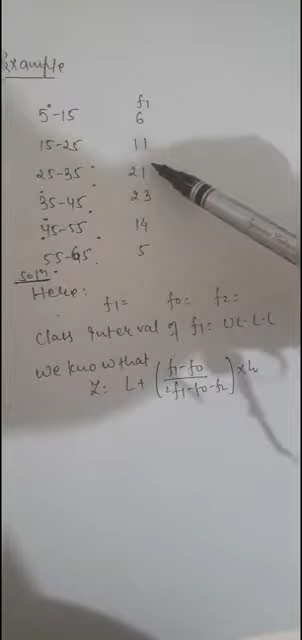 Example
f1
5-15 6
15-25 11
25-35 21
35-45 23
45-55 14
55-65 5
Soln
Here:
f1= f0= f2=
Class Interval of f1= UL-L.L
We know that
Z: L+ (f1-f0/2f1-f0-f2) ×h